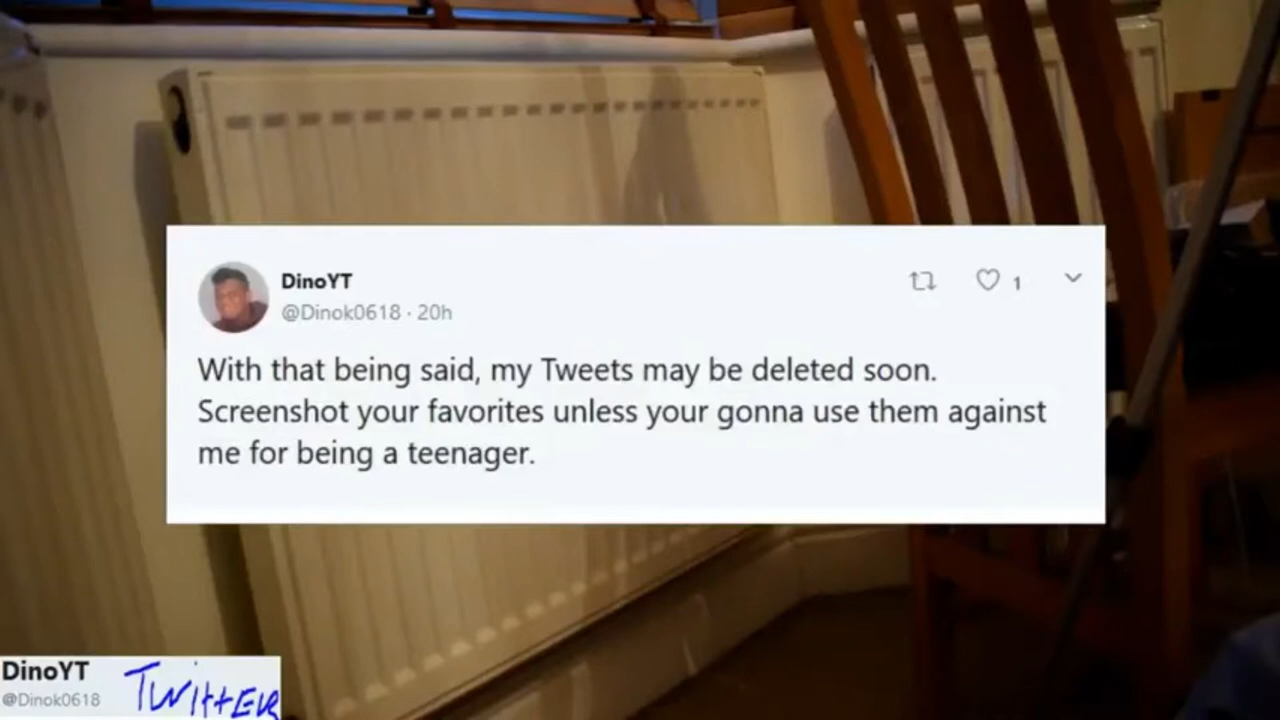 DinoYT
@Dinok0618 · 20h
1
With that being said, my Tweets may be deleted soon.
Screenshot your favorites unless your gonna use them against
me for being a teenager.
DinoYT
@Dinok0618
TWittER